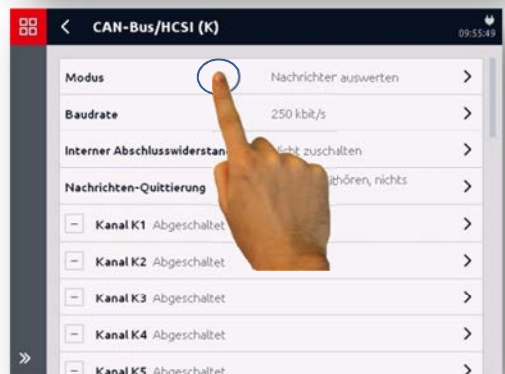 CAN-Bus/HCSI (K)
09:55:49
Modus Nachrichten auswerten
Baudrate 250 kbit/s
Interner Abschlusswiderstan Nicht zuschalten
Nachrichten-Quittierung hören, nichts
Kanal K1 Abgeschaltet
Kanal K2 Abgeschaltet
Kanal K3 Abgeschaltet
Kanal K4 Abgeschaltet
Kanal K5 Abgeschaltet